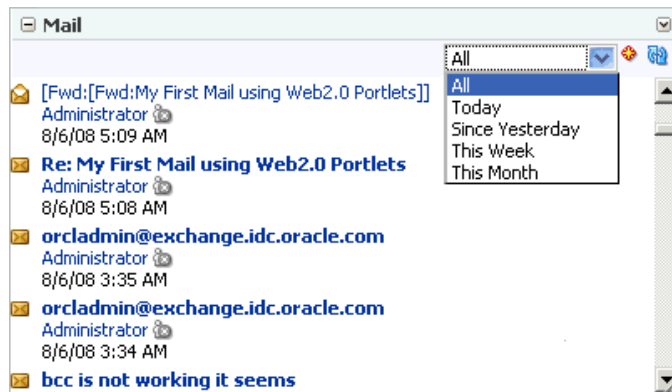 Mail
All
All
Today
Since Yesterday
This Week
This Month
[Fwd:[Fwd:My First Mail using Web2.0 Portlets]]
Administrator
8/6/08 5:09 AM
Re: My First Mail using Web2.0 Portlets
Administrator
8/6/08 5:08 AM
orcladmin@exchange.idc.oracle.com
Administrator
8/6/08 3:35 AM
orcladmin@exchange.idc.oracle.com
Administrator
8/6/08 3:34 AM
bcc is not working it seems